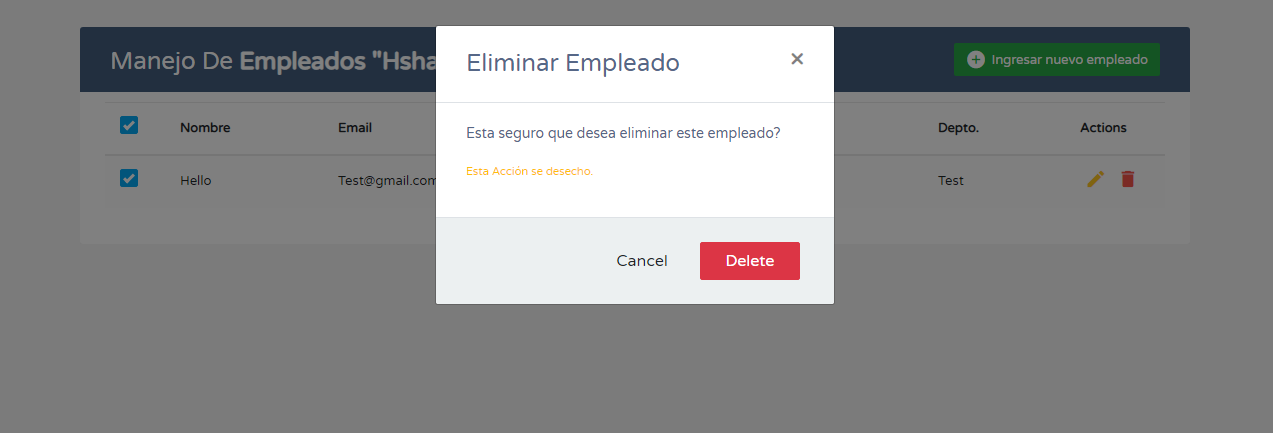 Manejo De Empleados "Hsha
Ingresar nuevo empleado
Eliminar Empleado
Esta seguro que desea eliminar este empleado?
Esta Acción se desecho.
Cancel Delete
Nombre Email Depto. Actions
Hello Test@gmail.com Test